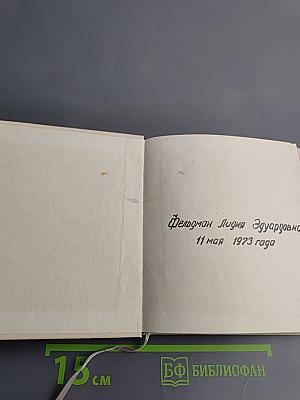 Фельдман Лидия Эдуардовна
11 мая 1973 года
15 см
БФ БИБЛИОФАН